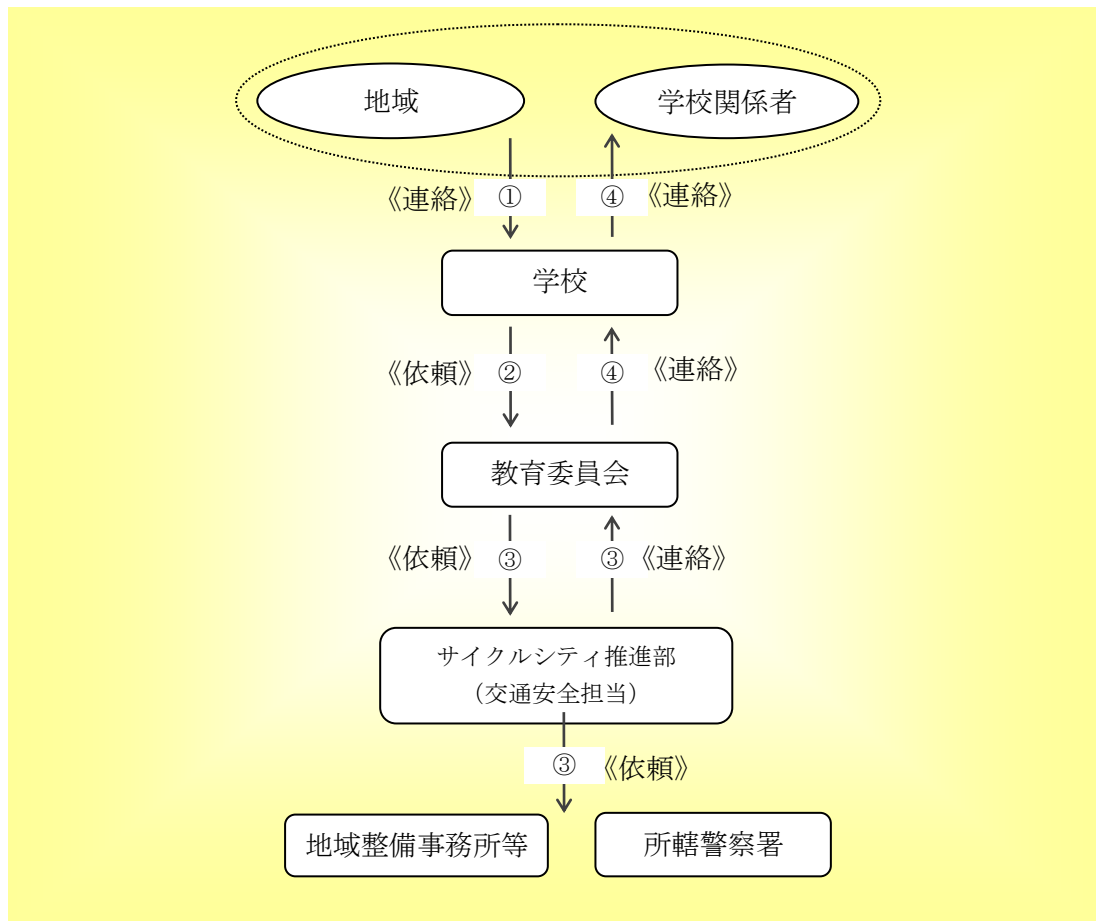 地域
学校関係者
《連絡》 ① ④ 《連絡》
学校
《依頼》 ② ④ 《連絡》
教育委員会
《依頼》 ③ ③ 《連絡》
サイクルシティ推進部
（交通安全担当）
③ 《依頼》
地域整備事務所等
所轄警察署